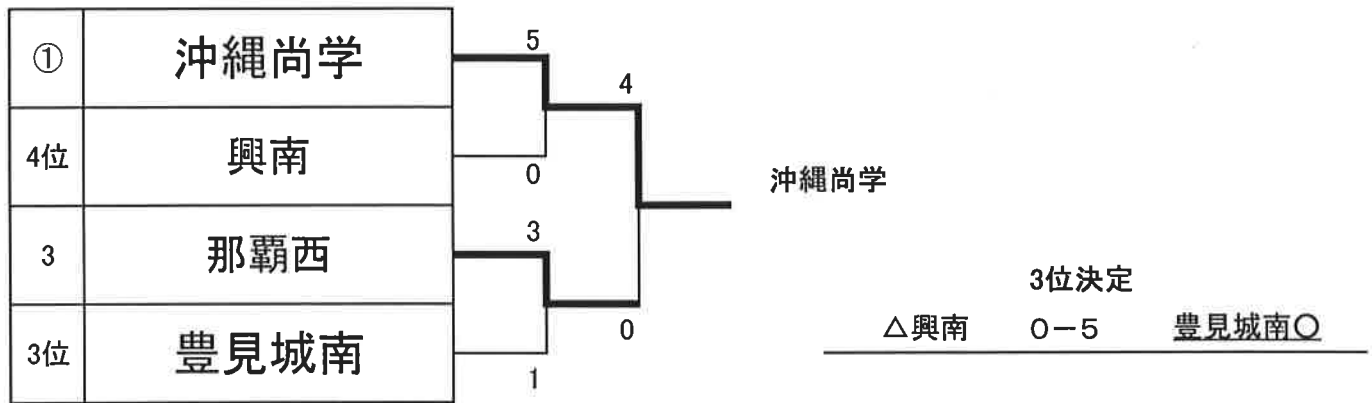 ① 沖縄尚学
4位 興南
3 那覇西
3位 豊見城南
5
0
3
1
4
0
沖縄尚学
3位決定
△興南 0-5 豊見城南○